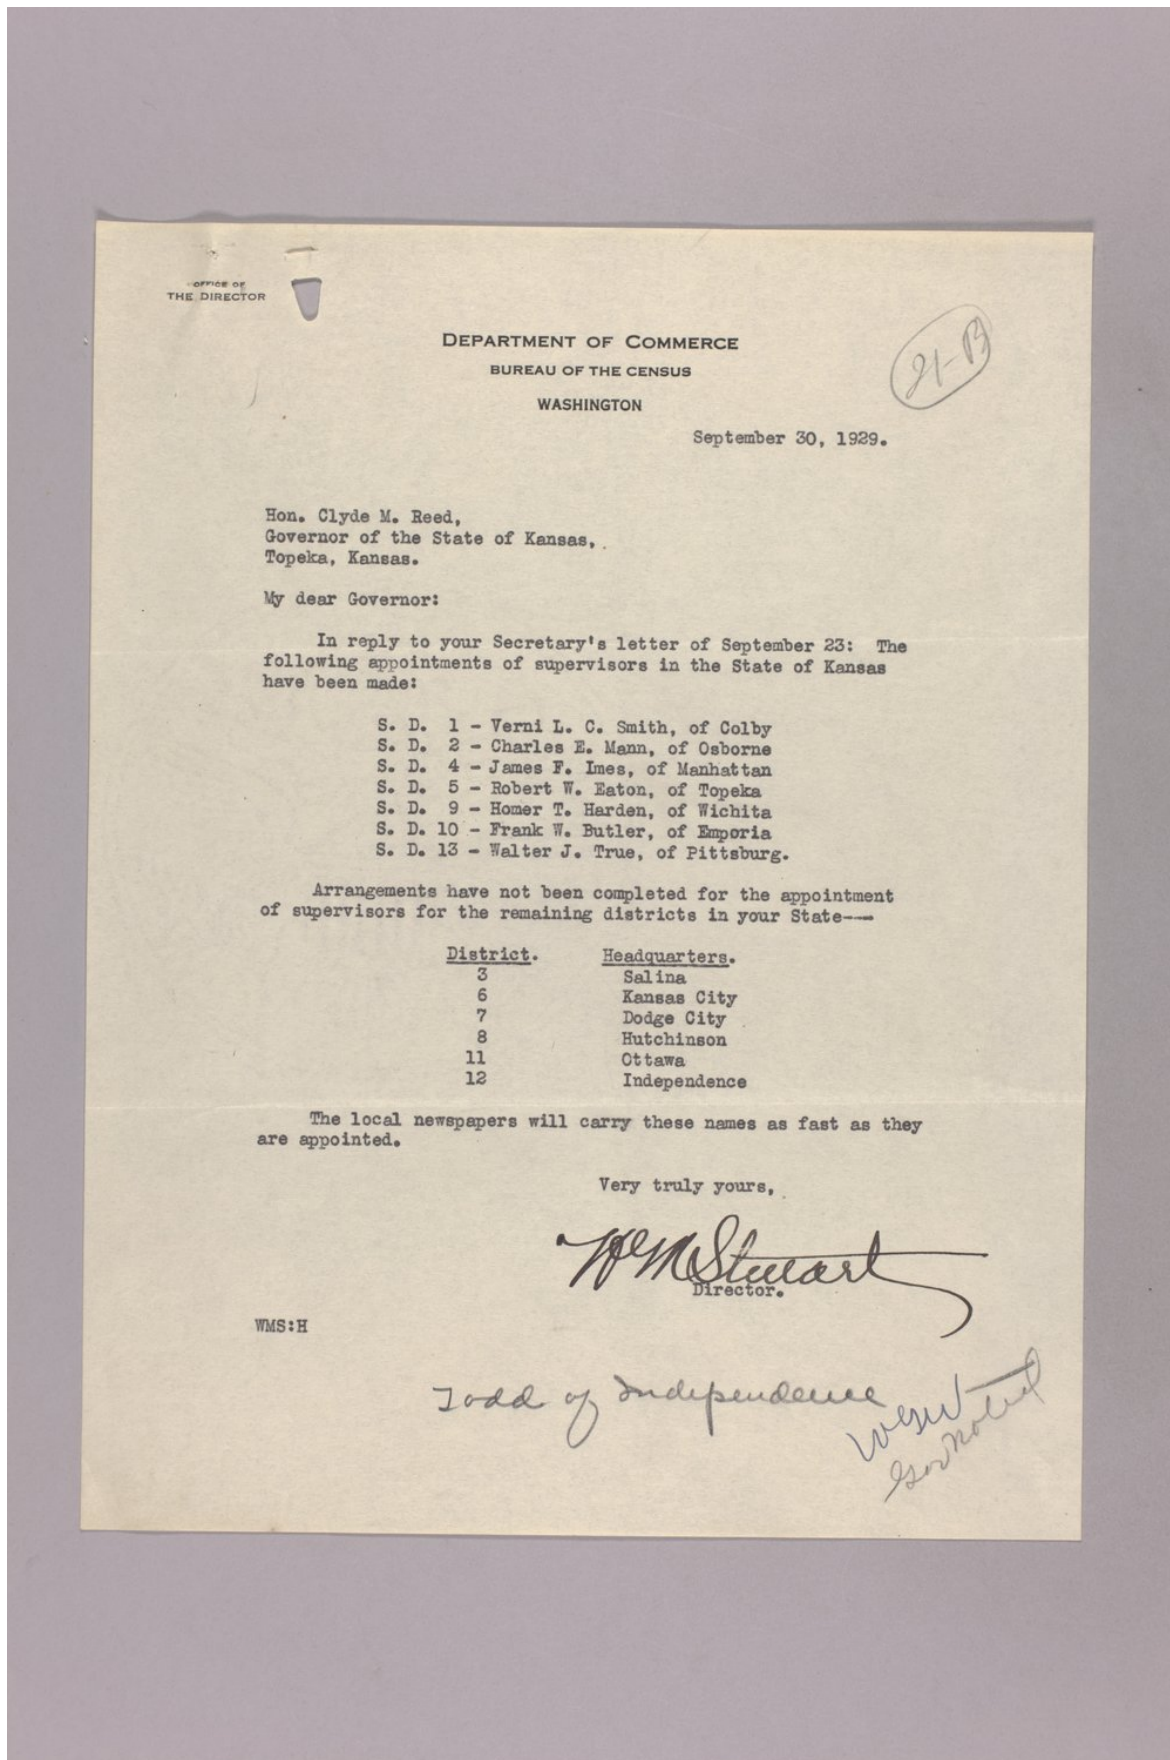 OFFICE OF
THE DIRECTOR
DEPARTMENT OF COMMERCE
BUREAU OF THE CENSUS
WASHINGTON
21-B
September 30, 1929.
Hon. Clyde M. Reed,
Governor of the State of Kansas,
Topeka, Kansas.
My dear Governor:
In reply to your Secretary's letter of September 23: The
following appointments of supervisors in the State of Kansas
have been made:
S. D. 1 - Verni L. C. Smith, of Colby
S. D. 2 - Charles E. Mann, of Osborne
S. D. 4 - James F. Imes, of Manhattan
S. D. 5 - Robert W. Eaton, of Topeka
S. D. 9 - Homer T. Harden, of Wichita
S. D. 10 - Frank W. Butler, of Emporia
S. D. 13 - Walter J. True, of Pittsburg.
Arrangements have not been completed for the appointment
of supervisors for the remaining districts in your State---
District. Headquarters.
3 Salina
6 Kansas City
7 Dodge City
8 Hutchinson
11 Ottawa
12 Independence
The local newspapers will carry these names as fast as they
are appointed.
Very truly yours,
Wm Steuart
Director.
WMS:H
Todd of Independence
Gov Noted